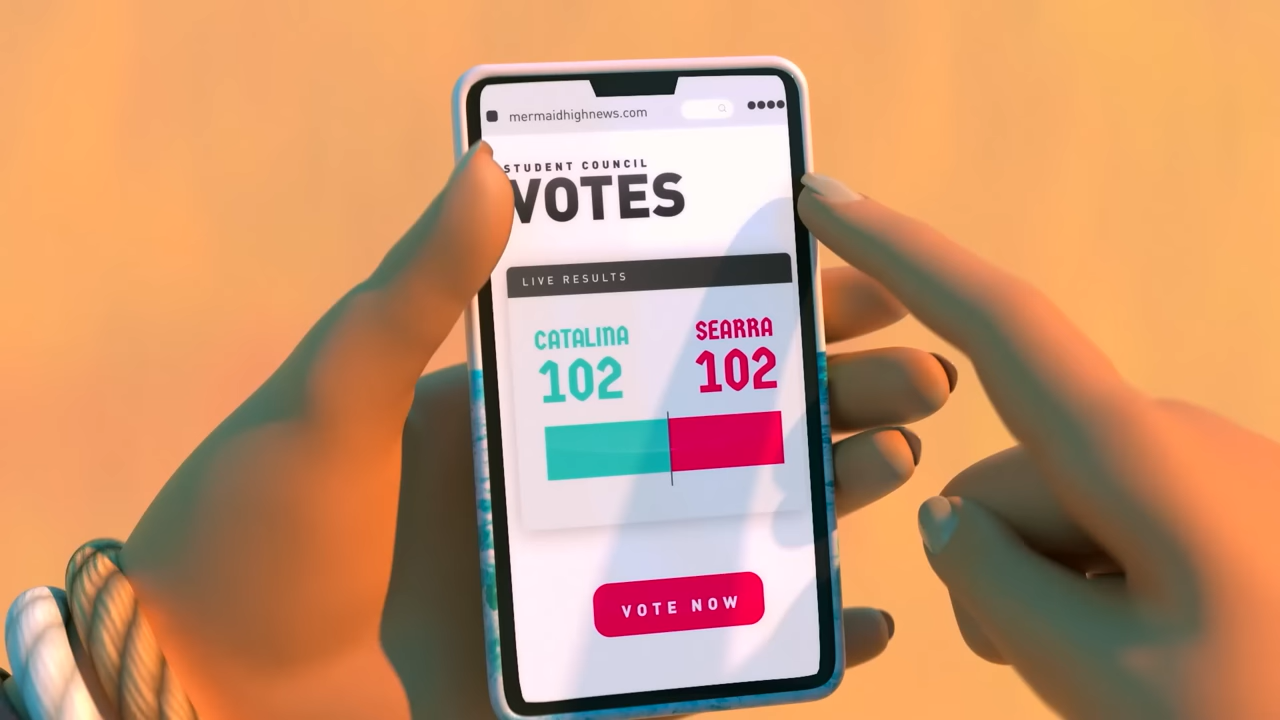 mermaidhighnews.com
STUDENT COUNCIL
VOTES
LIVE RESULTS
CATALINA SEARRA
102 102
VOTE NOW